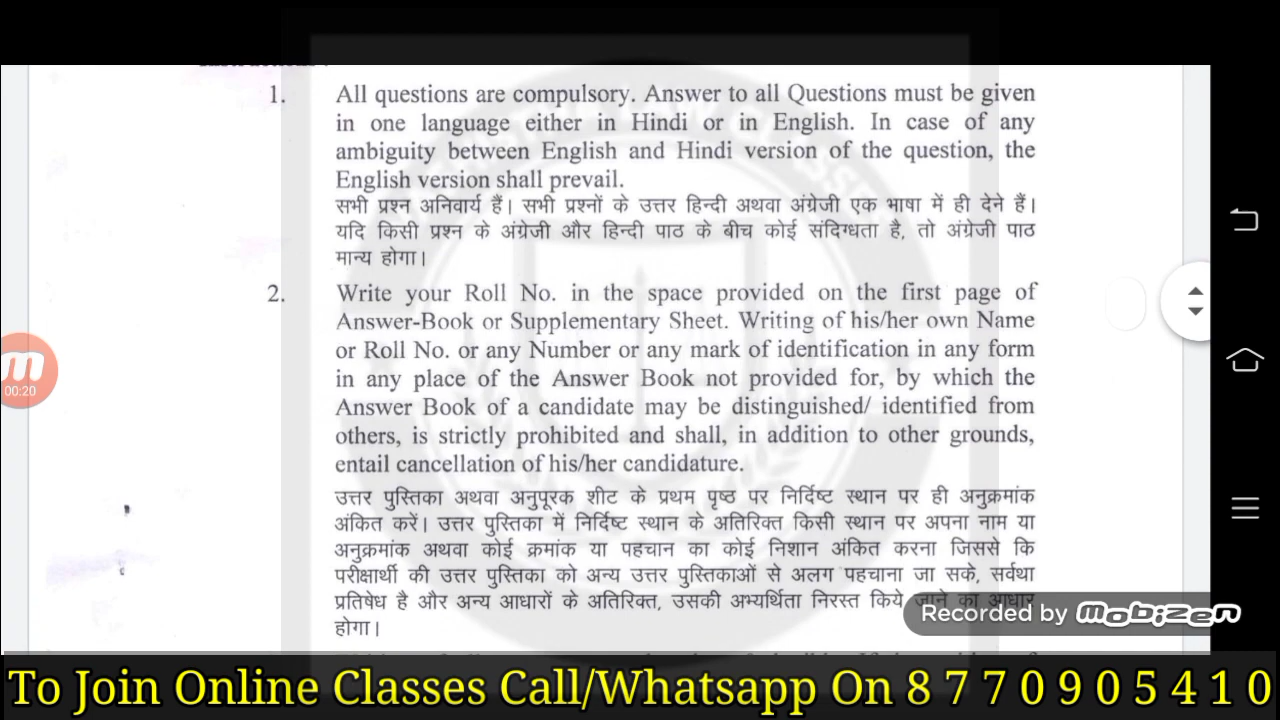 1. All questions are compulsory. Answer to all Questions must be given
in one language either in Hindi or in English. In case of any
ambiguity between English and Hindi version of the question, the
English version shall prevail.
सभी प्रश्न अनिवार्य हैं। सभी प्रश्नों के उत्तर हिन्दी अथवा अंग्रेजी एक भाषा में ही देने हैं।
यदि किसी प्रश्न के अंग्रेजी और हिन्दी पाठ के बीच कोई संदिग्धता है, तो अंग्रेजी पाठ
मान्य होगा।
2. Write your Roll No. in the space provided on the first page of
Answer-Book or Supplementary Sheet. Writing of his/her own Name
or Roll No. or any Number or any mark of identification in any form
in any place of the Answer Book not provided for, by which the
Answer Book of a candidate may be distinguished/ identified from
others, is strictly prohibited and shall, in addition to other grounds,
entail cancellation of his/her candidature.
उत्तर पुस्तिका अथवा अनुपूरक शीट के प्रथम पृष्ठ पर निर्दिष्ट स्थान पर ही अनुक्रमांक
अंकित करें। उत्तर पुस्तिका में निर्दिष्ट स्थान के अतिरिक्त किसी स्थान पर अपना नाम या
अनुक्रमांक अथवा कोई क्रमांक या पहचान का कोई निशान अंकित करना जिससे कि
परीक्षार्थी की उत्तर पुस्तिका को अन्य उत्तर पुस्तिकाओं से अलग पहचाना जा सके, सर्वथा
प्रतिषेध है और अन्य आधारों के अतिरिक्त, उसकी अभ्यर्थिता निरस्त किये जाने का आधार
होगा।
00:20
Recorded by mobizen
To Join Online Classes Call/Whatsapp On 8 7 7 0 9 0 5 4 1 0